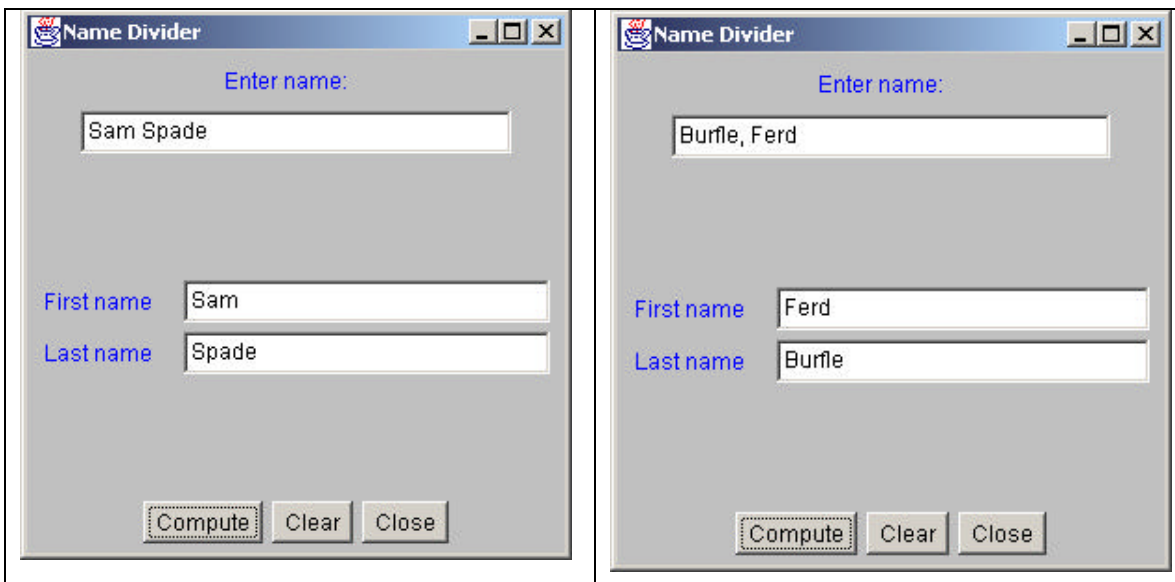 Name Divider
Enter name:
Sam Spade
First name Sam
Last name Spade
Compute Clear Close
Name Divider
Enter name:
Burfle, Ferd
First name Ferd
Last name Burfle
Compute Clear Close